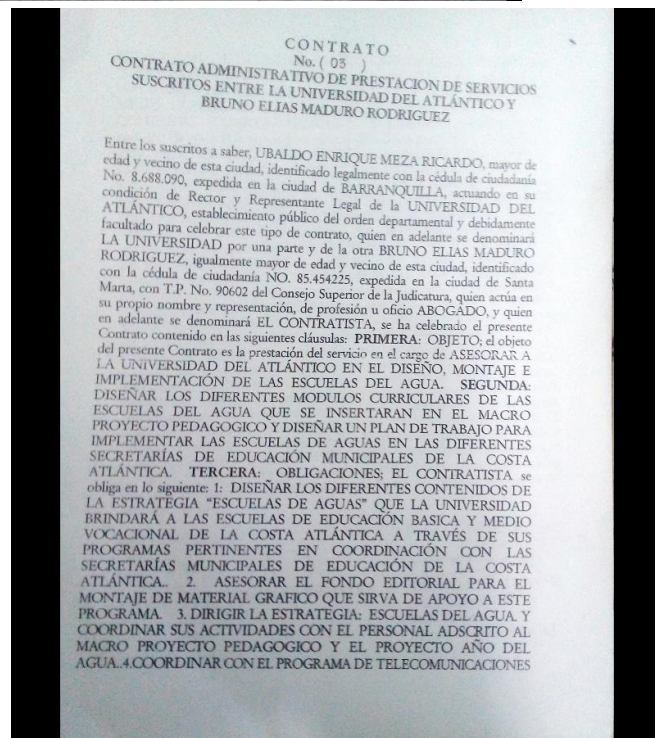 CONTRATO
No. ( 03 )
CONTRATO ADMINISTRATIVO DE PRESTACION DE SERVICIOS
SUSCRITOS ENTRE LA UNIVERSIDAD DEL ATLÁNTICO Y
BRUNO ELIAS MADURO RODRIGUEZ
Entre los suscritos a saber, UBALDO ENRIQUE MEZA RICARDO, mayor de
edad y vecino de esta ciudad, identificado legalmente con la cédula de ciudadanía
No. 8.688.090, expedida en la ciudad de BARRANQUILLA, actuando en su
condición de Rector y Representante Legal de la UNIVERSIDAD DEL
ATLÁNTICO, establecimiento público del orden departamental y debidamente
facultado para celebrar este tipo de contrato, quien en adelante se denominará
LA UNIVERSIDAD por una parte y de la otra BRUNO ELIAS MADURO
RODRIGUEZ, igualmente mayor de edad y vecino de esta ciudad, identificado
con la cédula de ciudadanía NO. 85.454225, expedida en la ciudad de Santa
Marta, con T.P. No. 90602 del Consejo Superior de la Judicatura, quien actúa en
su propio nombre y representación, de profesión u oficio ABOGADO, y quien
en adelante se denominará EL CONTRATISTA, se ha celebrado el presente
Contrato contenido en las siguientes cláusulas: PRIMERA: OBJETO; el objeto
del presente Contrato es la prestación del servicio en el cargo de ASESORAR A
LA UNIVERSIDAD DEL ATLÁNTICO EN EL DISEÑO, MONTAJE E
IMPLEMENTACIÓN DE LAS ESCUELAS DEL AGUA. SEGUNDA:
DISEÑAR LOS DIFERENTES MODULOS CURRICULARES DE LAS
ESCUELAS DEL AGUA QUE SE INSERTARAN EN EL MACRO
PROYECTO PEDAGOGICO Y DISEÑAR UN PLAN DE TRABAJO PARA
IMPLEMENTAR LAS ESCUELAS DE AGUAS EN LAS DIFERENTES
SECRETARÍAS DE EDUCACIÓN MUNICIPALES DE LA COSTA
ATLÁNTICA. TERCERA: OBLIGACIONES; EL CONTRATISTA se
obliga en lo siguiente: 1: DISEÑAR LOS DIFERENTES CONTENIDOS DE
LA ESTRATEGIA “ESCUELAS DE AGUAS” QUE LA UNIVERSIDAD
BRINDARÁ A LAS ESCUELAS DE EDUCACIÓN BASICA Y MEDIO
VOCACIONAL DE LA COSTA ATLÁNTICA A TRAVÉS DE SUS
PROGRAMAS PERTINENTES EN COORDINACIÓN CON LAS
SECRETARÍAS MUNICIPALES DE EDUCACIÓN DE LA COSTA
ATLÁNTICA.. 2. ASESORAR EL FONDO EDITORIAL PARA EL
MONTAJE DE MATERIAL GRAFICO QUE SIRVA DE APOYO A ESTE
PROGRAMA. 3. DIRIGIR LA ESTRATEGIA: ESCUELAS DEL AGUA. Y
COORDINAR SUS ACTIVIDADES CON EL PERSONAL ADSCRITO AL
MACRO PROYECTO PEDAGOGICO Y EL PROYECTO AÑO DEL
AGUA..4.COORDINAR CON EL PROGRAMA DE TELECOMUNICACIONES